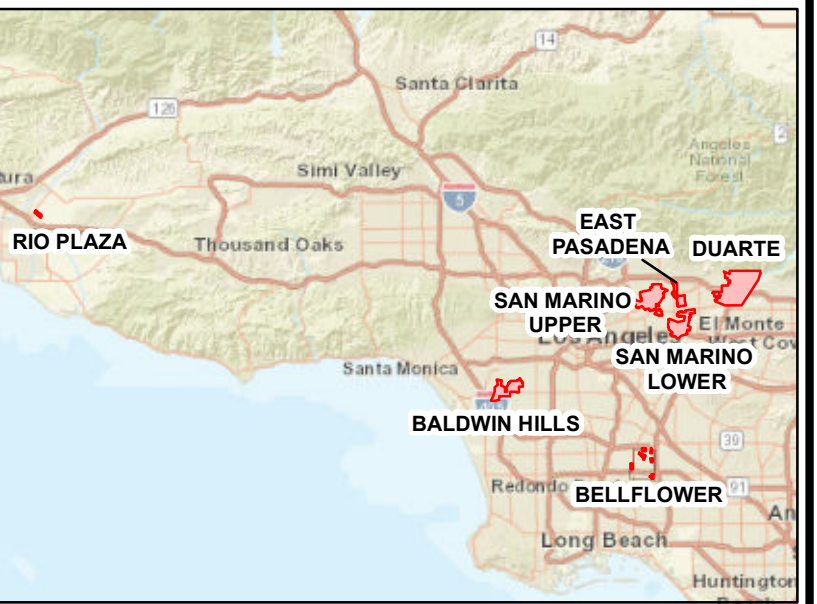 14
Santa Clarita
126
2
Angeles
National
Forest
tura
Simi Valley
5
EAST
PASADENA
DUARTE
RIO PLAZA
Thousand Oaks
SAN MARINO
UPPER
El Monte
Los Angeles
West Cov
SAN MARINO
LOWER
Santa Monica
BALDWIN HILLS
39
BELLFLOWER
Redondo
91
An
Long Beach
Huntington